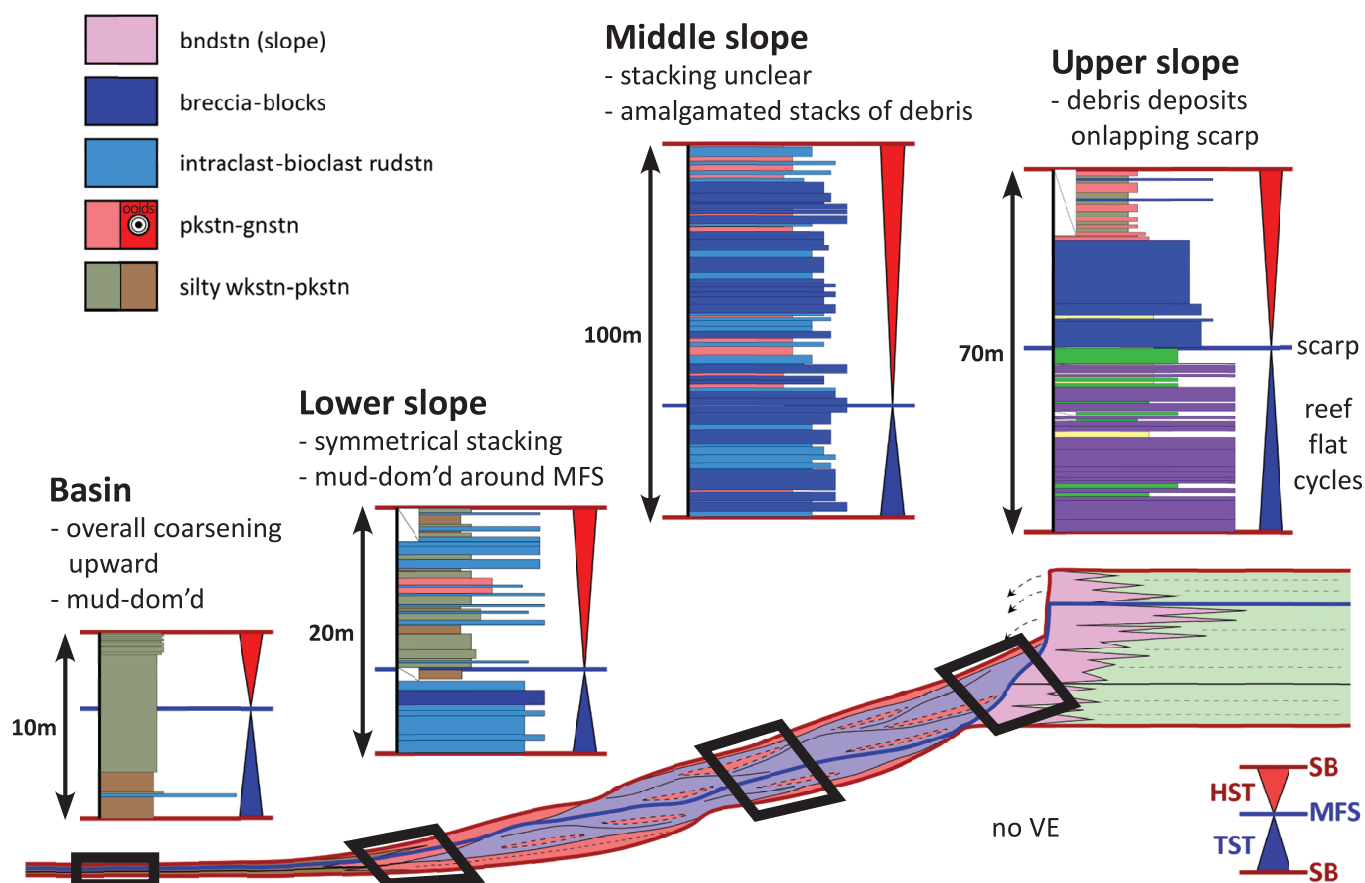 bndstn (slope)
breccia-blocks
intraclast-bioclast rudstn
ooids
pkstn-gnstn
silty wkstn-pkstn
Middle slope
- stacking unclear
- amalgamated stacks of debris
100m
Upper slope
- debris deposits
onlapping scarp
70m
scarp
reef
flat
cycles
Lower slope
- symmetrical stacking
- mud-dom’d around MFS
20m
Basin
- overall coarsening
upward
- mud-dom’d
10m
no VE
SB
HST
MFS
TST
SB